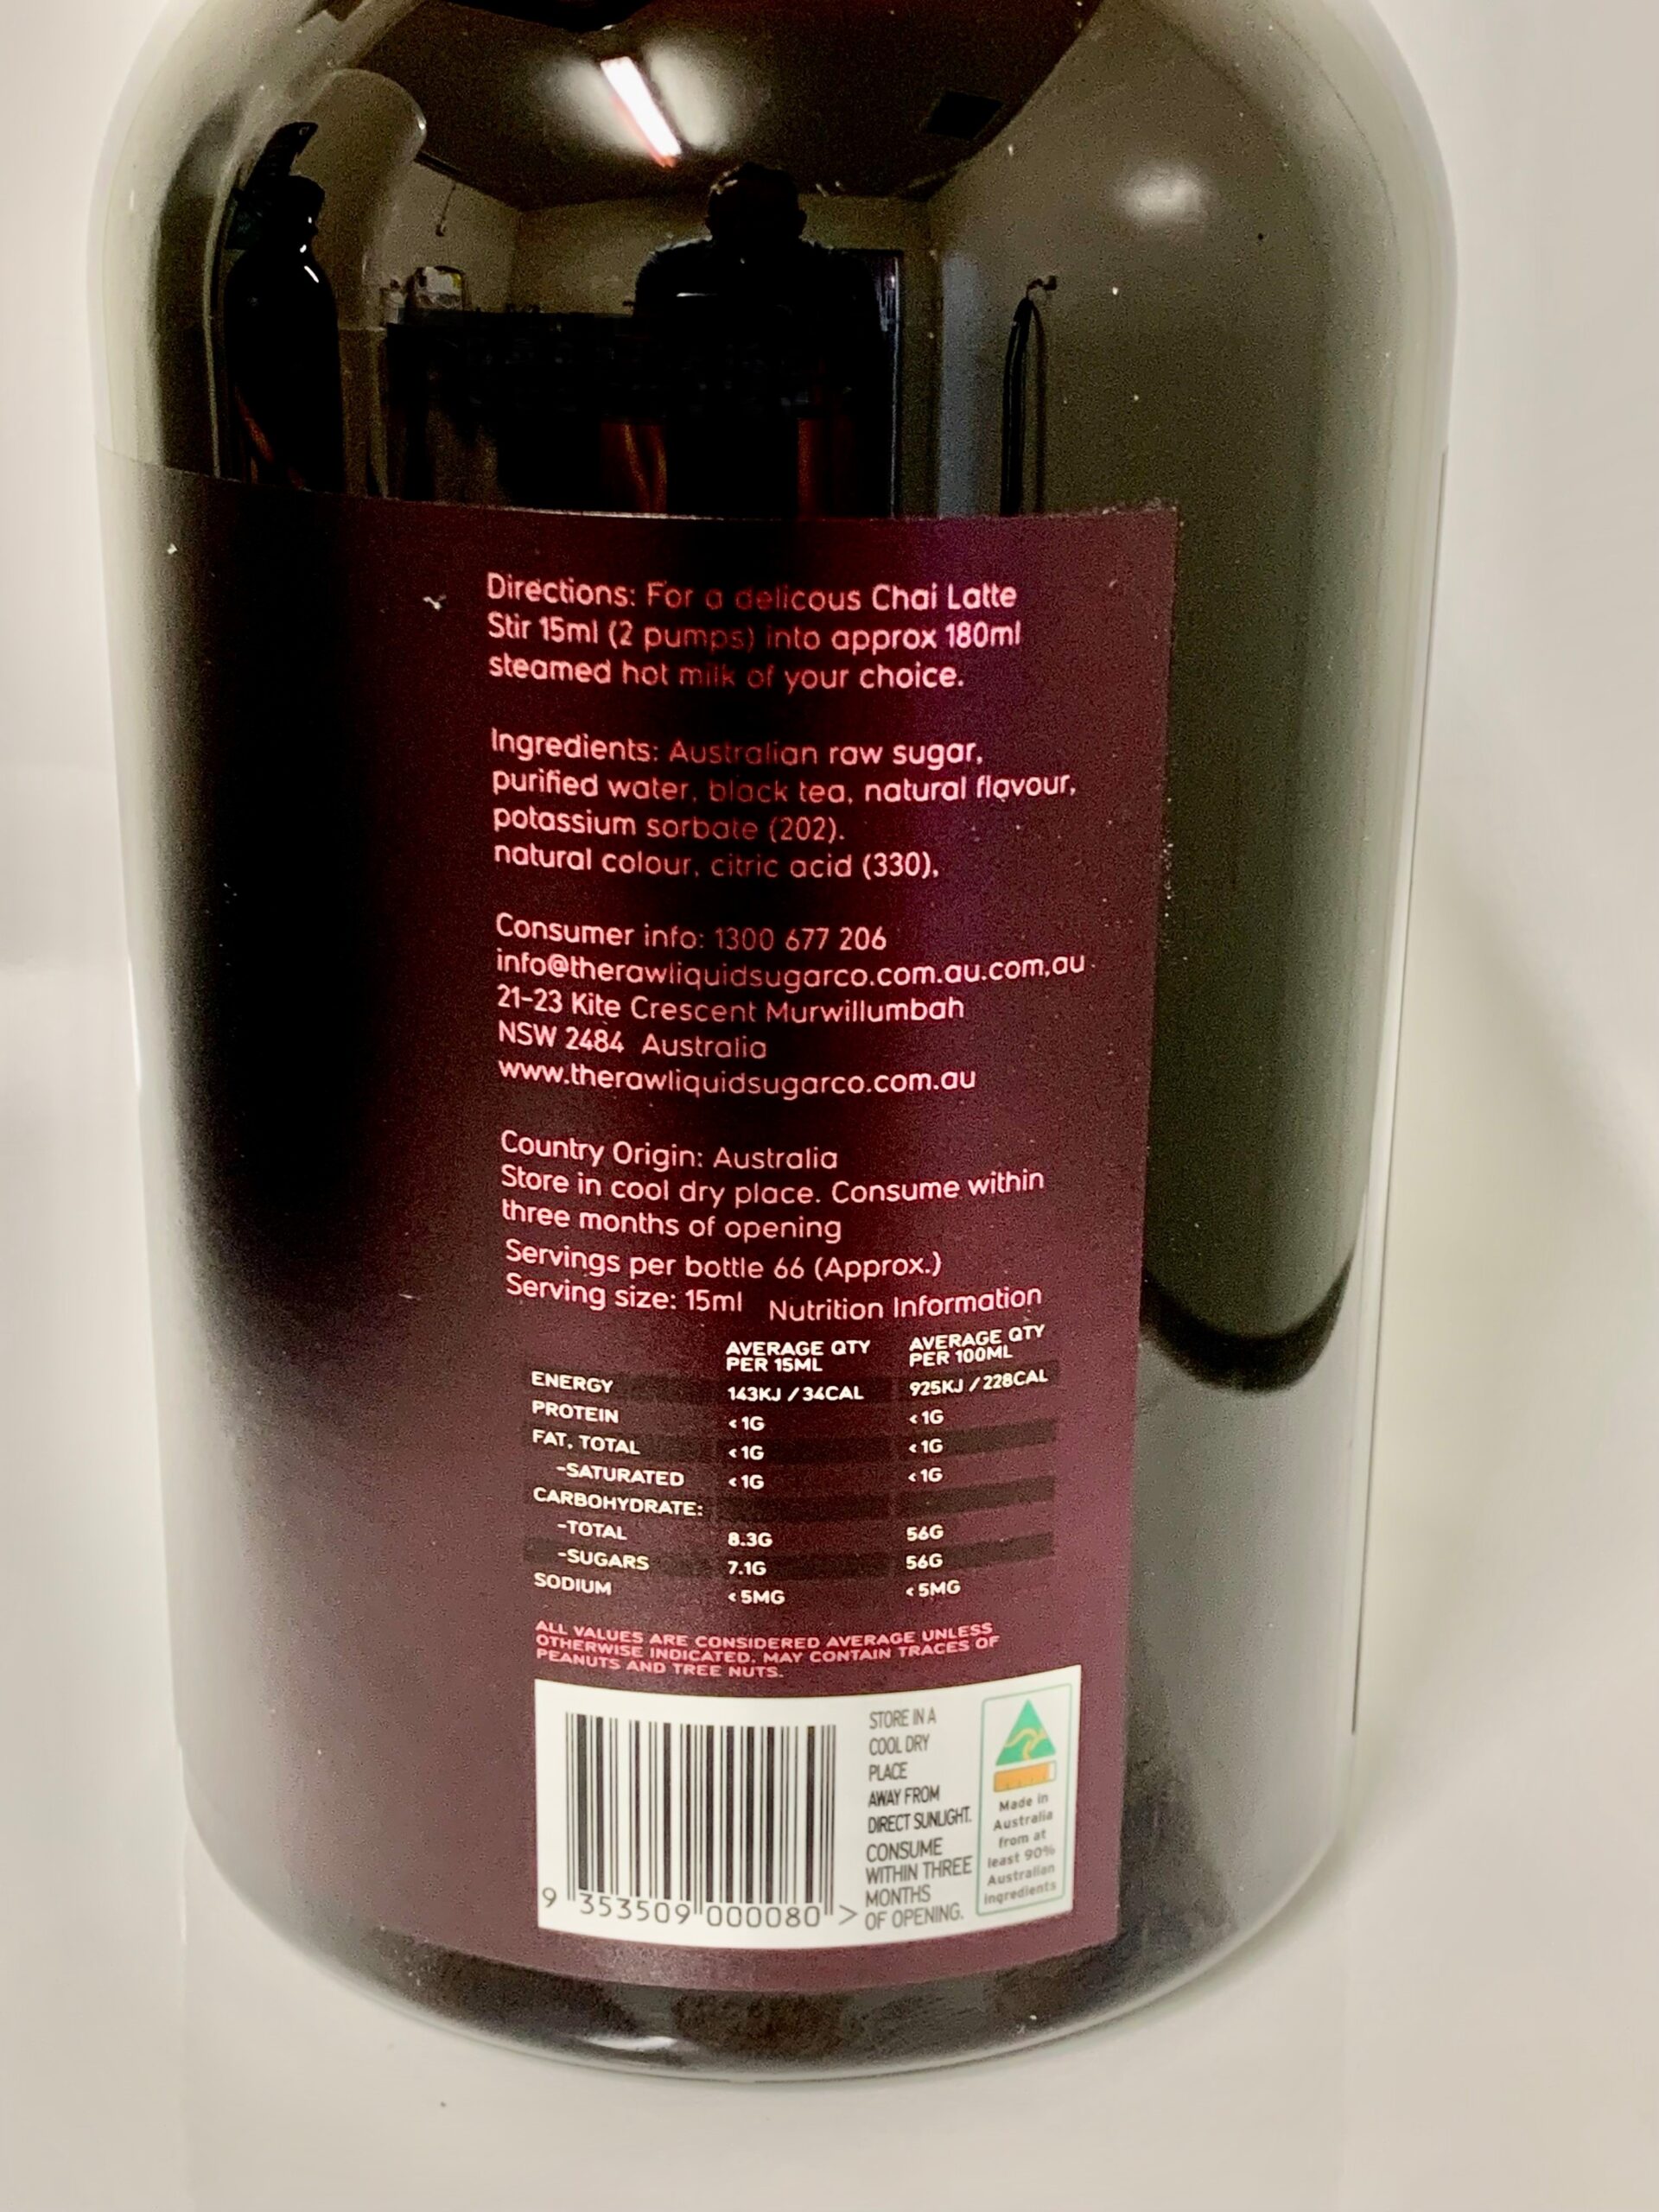 Directions: For a delicous Chai Latte
Stir 15ml (2 pumps) into approx 180ml
steamed hot milk of your choice.
Ingredients: Australian raw sugar,
purified water, black tea, natural flavour,
potassium sorbate (202).
natural colour, citric acid (330),
Consumer info: 1300 677 206
info@therawliquidsugarco.com.au.com.au
21-23 Kite Crescent Murwillumbah
NSW 2484 Australia
www.therawliquidsugarco.com.au
Country Origin: Australia
Store in cool dry place. Consume within
three months of opening
Servings per bottle 66 (Approx.)
Serving size: 15ml Nutrition Information
AVERAGE QTY PER 15ML AVERAGE QTY PER 100ML
ENERGY 143KJ / 34CAL 925KJ / 228CAL
PROTEIN <1G <1G
FAT, TOTAL <1G <1G
-SATURATED <1G <1G
CARBOHYDRATE:
-TOTAL 8.3G 56G
-SUGARS 7.1G 56G
SODIUM <5MG <5MG
ALL VALUES ARE CONSIDERED AVERAGE UNLESS
OTHERWISE INDICATED. MAY CONTAIN TRACES OF
PEANUTS AND TREE NUTS.
9 353509 000080 >
STORE IN A
COOL DRY
PLACE
AWAY FROM
DIRECT SUNLIGHT.
CONSUME
WITHIN THREE
MONTHS
OF OPENING.
Made in
Australia
from at
least 90%
Australian
ingredients